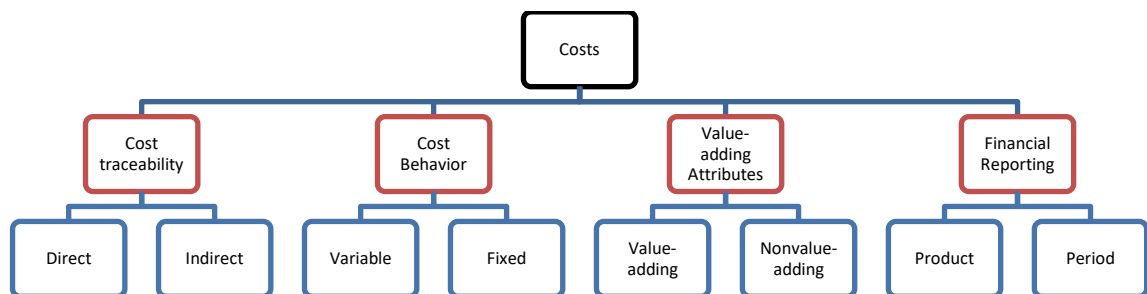 Costs
Cost
traceability
Cost
Behavior
Value-
adding
Attributes
Financial
Reporting
Direct
Indirect
Variable
Fixed
Value-
adding
Nonvalue-
adding
Product
Period